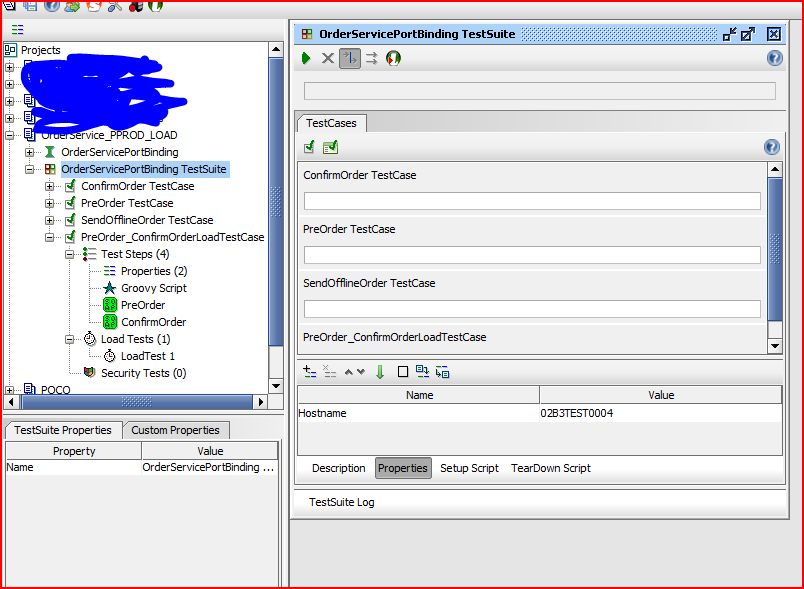 Projects
OrderService_PPROD_LOAD
OrderServicePortBinding
OrderServicePortBinding TestSuite
ConfirmOrder TestCase
PreOrder TestCase
SendOfflineOrder TestCase
PreOrder_ConfirmOrderLoadTestCase
Test Steps (4)
Properties (2)
Groovy Script
PreOrder
ConfirmOrder
Load Tests (1)
LoadTest 1
Security Tests (0)
POCO
TestSuite Properties Custom Properties
Property Value
Name OrderServicePortBinding ...
OrderServicePortBinding TestSuite
TestCases
ConfirmOrder TestCase
PreOrder TestCase
SendOfflineOrder TestCase
PreOrder_ConfirmOrderLoadTestCase
Name Value
Hostname 02B3TEST0004
Description Properties Setup Script TearDown Script
TestSuite Log